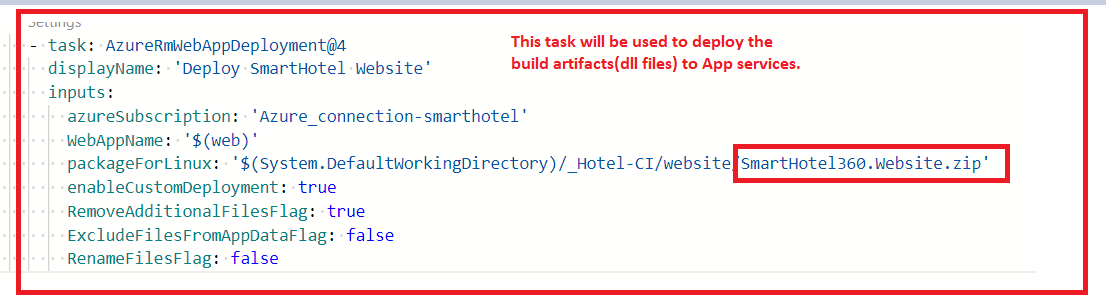 Settings
- task: AzureRmWebAppDeployment@4
This task will be used to deploy the
build artifacts(dll files) to App services.
displayName: 'Deploy SmartHotel Website'
inputs:
azureSubscription: 'Azure_connection-smarthotel'
WebAppName: '$(web)'
packageForLinux: '$(System.DefaultWorkingDirectory)/_Hotel-CI/website/SmartHotel360.Website.zip'
enableCustomDeployment: true
RemoveAdditionalFilesFlag: true
ExcludeFilesFromAppDataFlag: false
RenameFilesFlag: false